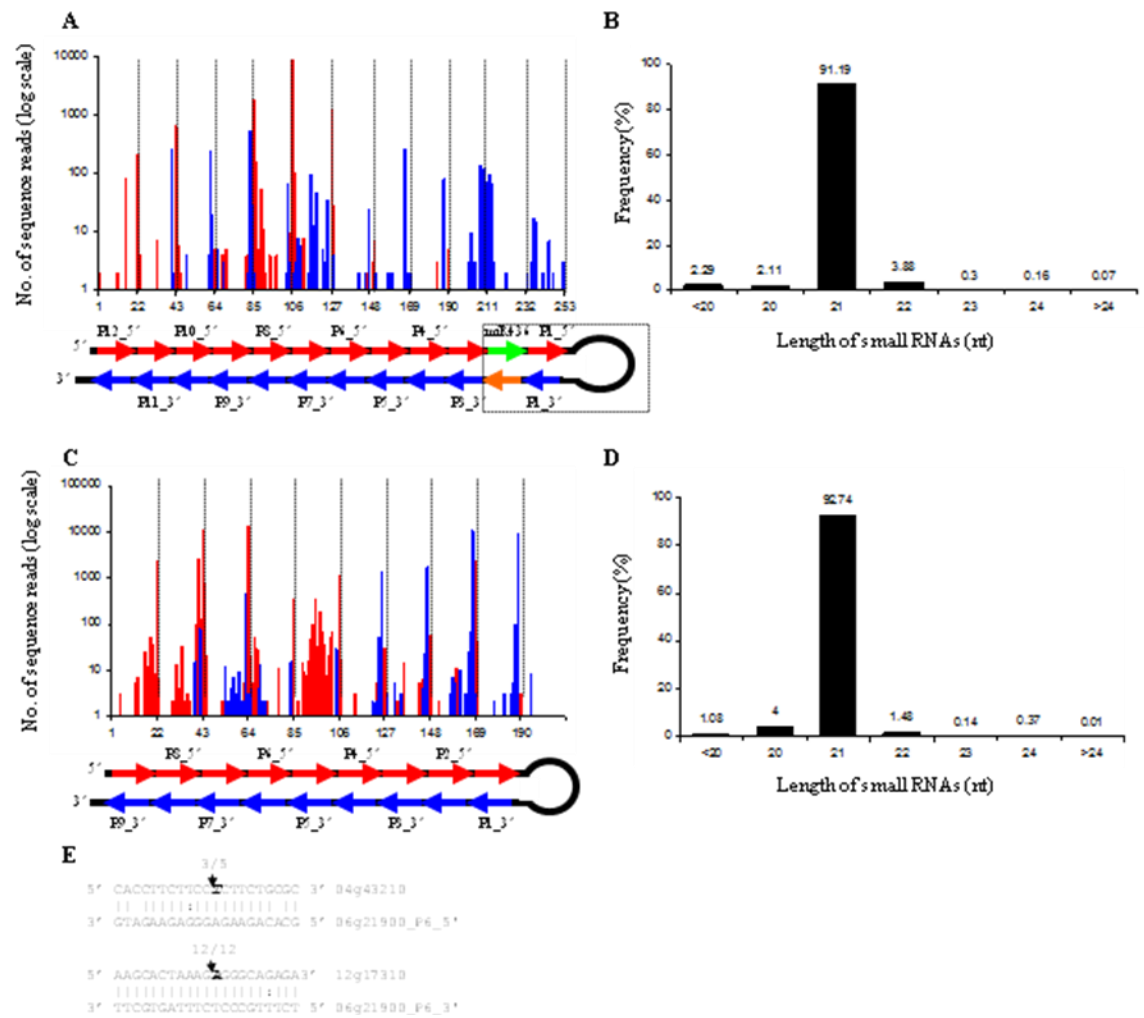 A
No. of sequence reads (log scale)
10000
1000
100
10
1
1 22 43 64 85 106 127 148 169 190 211 232 253
P12_5´ P10_5´ P8_5´ P6_5´ P4_5´ P1_5´
5´
3´
P11_3´ P9_3´ P7_3´ P5_3´ P3_3´ P1_3´
B
Frequency (%)
100
80
60
40
20
0
2.29 2.11 91.19 3.88 0.3 0.16 0.07
<20 20 21 22 23 24 >24
Length of small RNAs (nt)
C
No. of sequence reads (log scale)
100000
10000
1000
100
10
1
1 22 43 64 85 106 127 148 169 190
P8_5´ P6_5´ P4_5´ P2_5´
5´
3´
P9_3´ P7_3´ P5_3´ P3_3´ P1_3´
D
Frequency (%)
100
80
60
40
20
0
1.08 4 92.74 1.48 0.14 0.37 0.01
<20 20 21 22 23 24 >24
Length of small RNAs (nt)
E
3/5
5' CACCTTCTTCC CTTCTGCGC 3' 04g43210
3' GTAGAAGAGGGAGAAGACACG 5' 06g21900_P6_5'
12/12
5' AAGCACTAAAG GGGCAGAGA3' 12g17310
3' TTCGTGATTTCTCCCGTTTCT 5' 06g21900_P6_3'